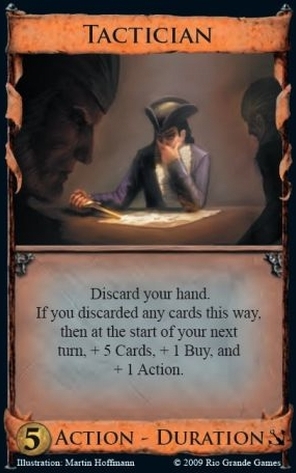 TACTICIAN
Discard your hand.
If you discarded any cards this way,
then at the start of your next
turn, + 5 Cards, + 1 Buy, and
+ 1 Action.
5 ACTION - DURATION
Illustration: Martin Hoffmann © 2009 Rio Grande Games